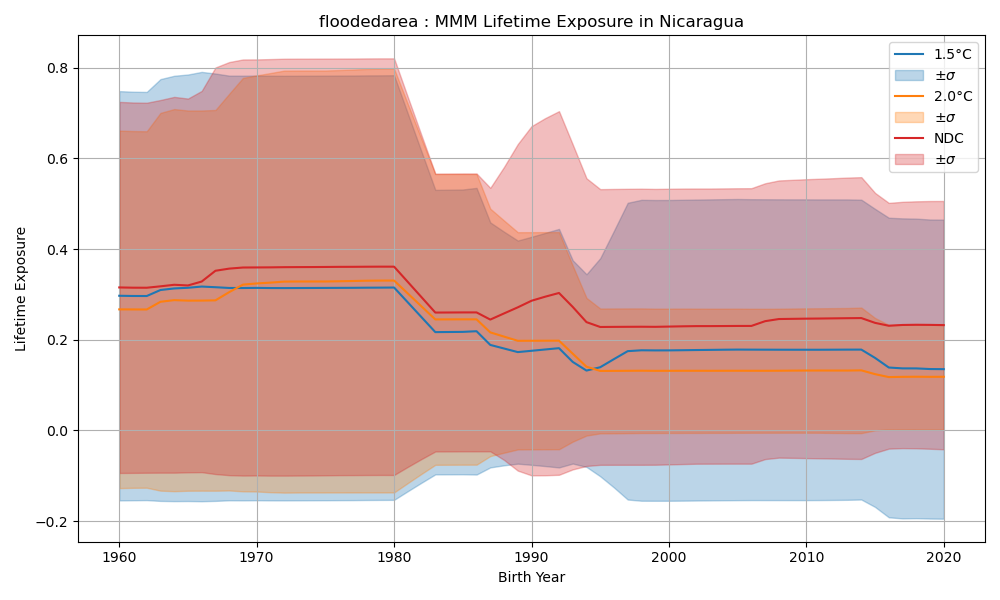 floodedarea : MMM Lifetime Exposure in Nicaragua
Lifetime Exposure
0.8
0.6
0.4
0.2
0.0
−0.2
1960
1970
1980
1990
2000
2010
2020
Birth Year
1.5°C
±σ
2.0°C
±σ
NDC
±σ